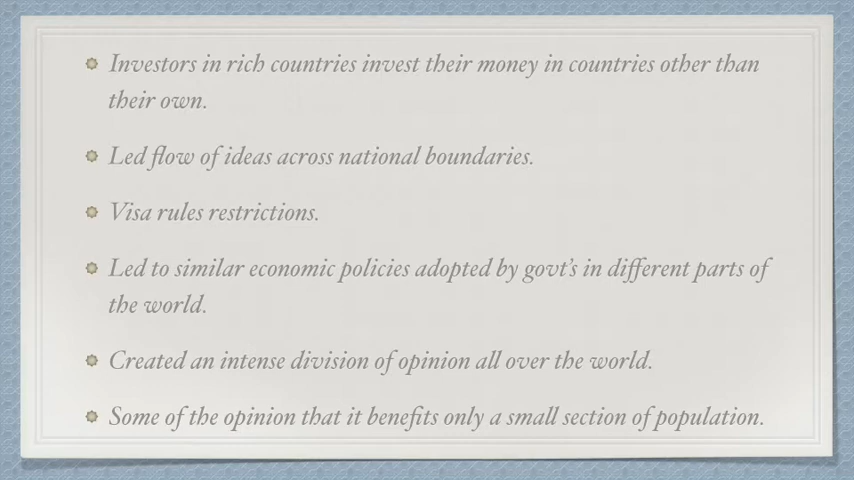 Investors in rich countries invest their money in countries other than
their own.
Led flow of ideas across national boundaries.
Visa rules restrictions.
Led to similar economic policies adopted by govt's in different parts of
the world.
Created an intense division of opinion all over the world.
Some of the opinion that it benefits only a small section of population.